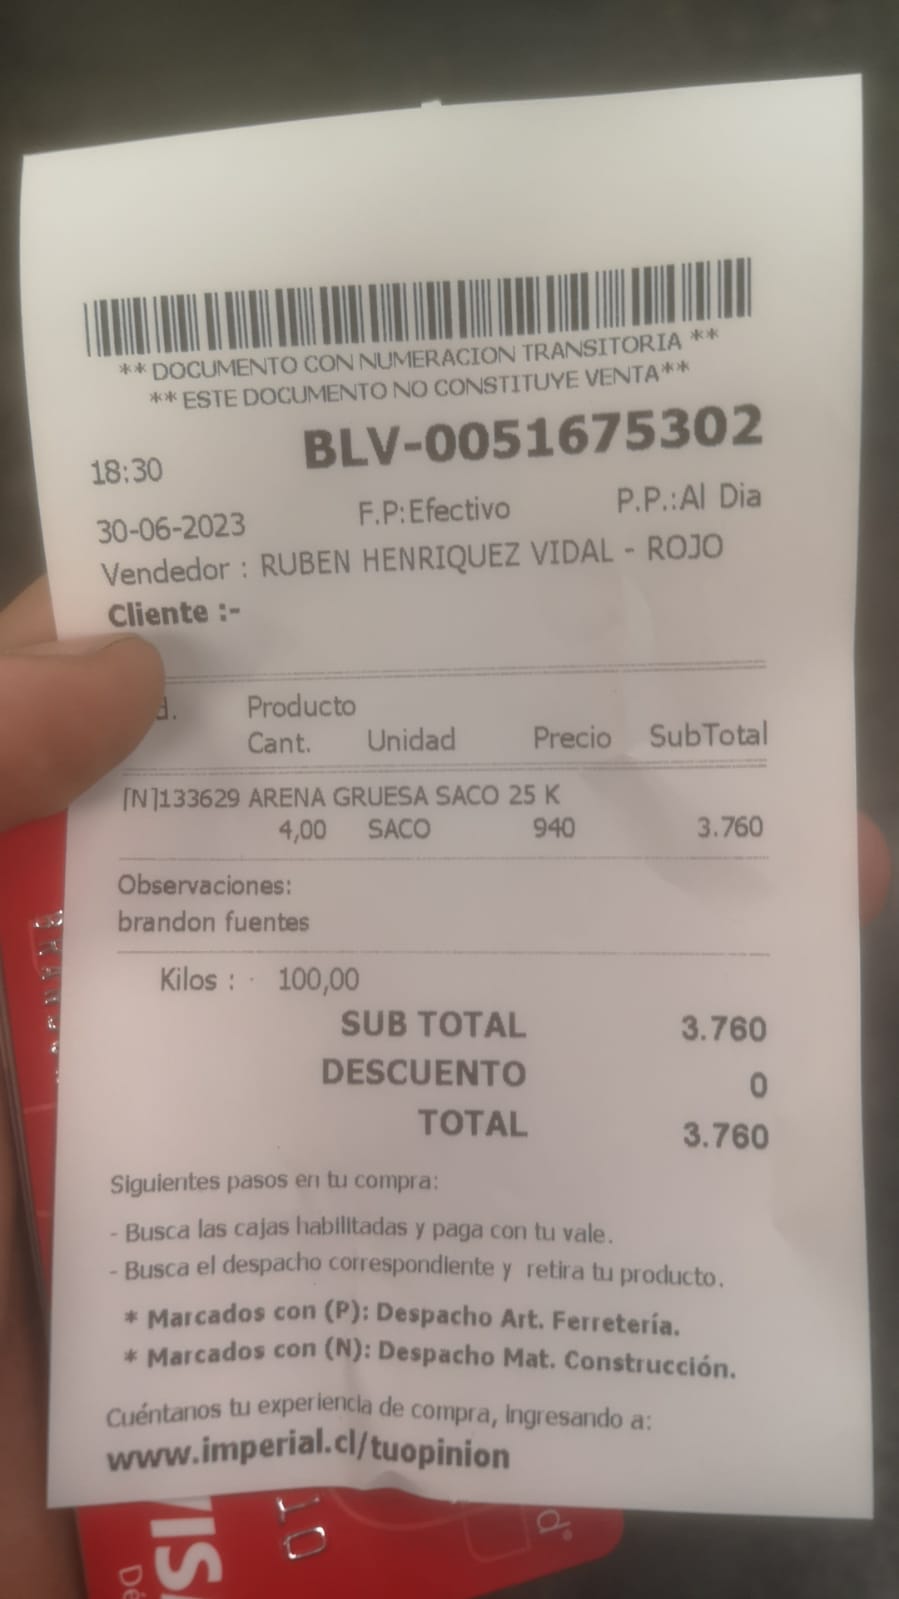 ** DOCUMENTO CON NUMERACION TRANSITORIA **
** ESTE DOCUMENTO NO CONSTITUYE VENTA**
18:30 BLV-0051675302
30-06-2023 F.P:Efectivo P.P.:Al Dia
Vendedor : RUBEN HENRIQUEZ VIDAL - ROJO
Cliente :-
d. Producto
Cant. Unidad Precio SubTotal
[N]133629 ARENA GRUESA SACO 25 K
4,00 SACO 940 3.760
Observaciones:
brandon fuentes
Kilos : 100,00
SUB TOTAL 3.760
DESCUENTO 0
TOTAL 3.760
Siguientes pasos en tu compra:
- Busca las cajas habilitadas y paga con tu vale.
- Busca el despacho correspondiente y retira tu producto.
* Marcados con (P): Despacho Art. Ferretería.
* Marcados con (N): Despacho Mat. Construcción.
Cuéntanos tu experiencia de compra, Ingresando a:
www.imperial.cl/tuopinion